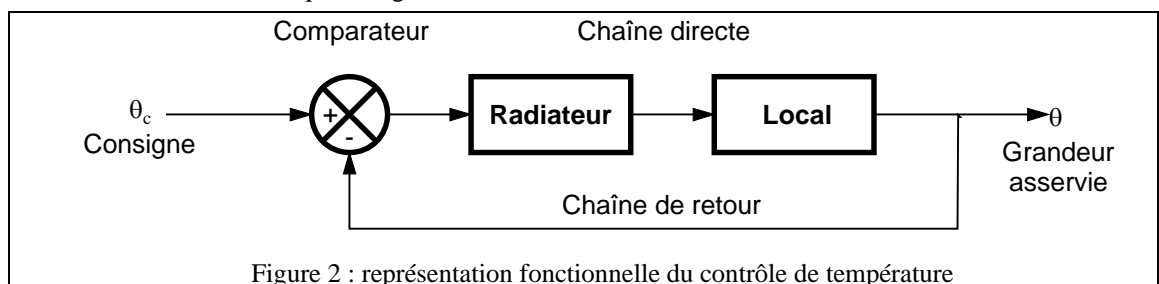 Comparateur Chaîne directe
θc
Consigne
+
-
Radiateur
Local
θ
Grandeur
asservie
Chaîne de retour
Figure 2 : représentation fonctionnelle du contrôle de température